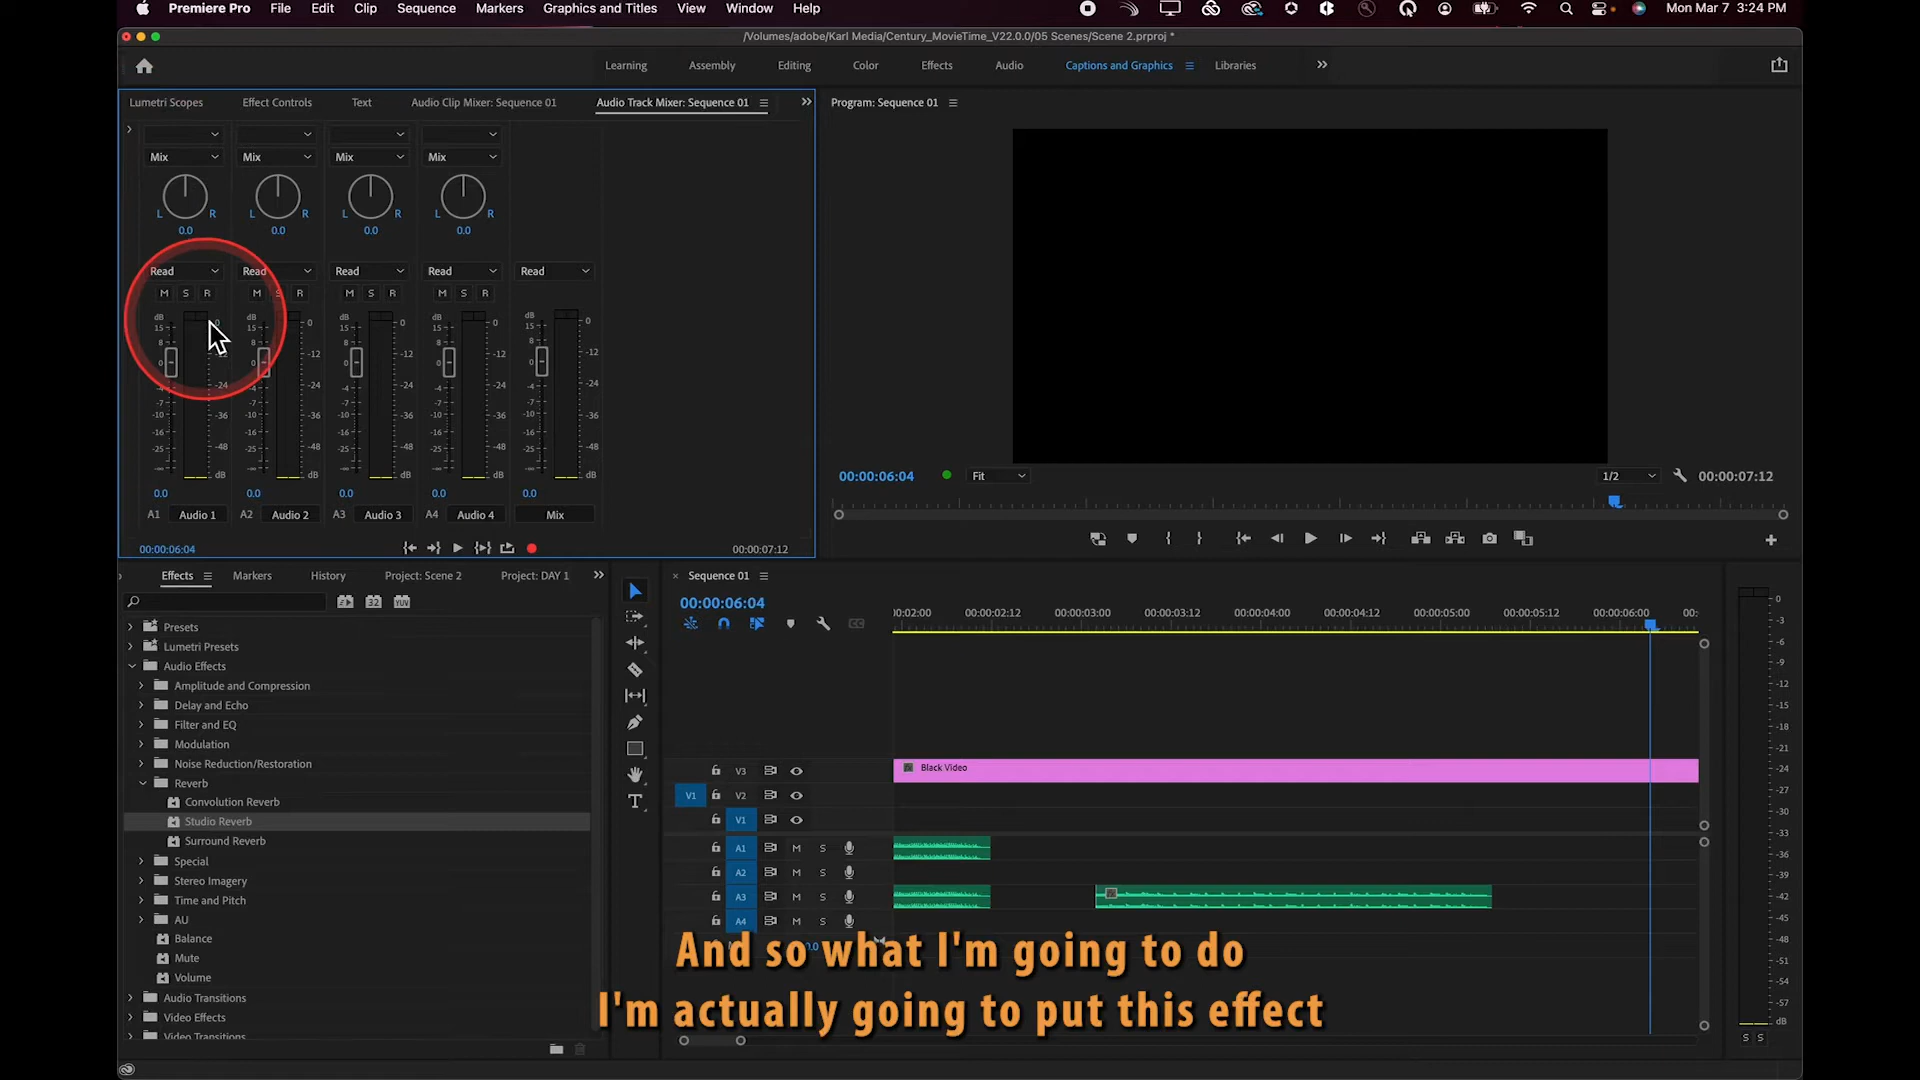 Premiere Pro File Edit Clip Sequence Markers Graphics and Titles View Window Help Mon Mar 7 3:24 PM
/Volumes/adobe/Karl Media/Century_MovieTime_V22.0.0/05 Scenes/Scene 2.prproj *
Learning Assembly Editing Color Effects Audio Captions and Graphics Libraries
Lumetri Scopes Effect Controls Text Audio Clip Mixer: Sequence 01 Audio Track Mixer: Sequence 01
Program: Sequence 01
Mix Mix Mix Mix
L R L R L R L R
0.0 0.0 0.0 0.0
Read Read Read Read Read
M S R M S R M S R M S R
dB 0 dB 0 dB 0 dB 0 dB 0
15 15 15 15 15
8 -12 8 -12 8 -12 8 -12 8 -12
0 0 0 0 0
-4 -24 -4 -24 -4 -24 -4 -24 -4 -24
-7 -7 -7 -7 -7
-10 -36 -10 -36 -10 -36 -10 -36 -10 -36
-16 -16 -16 -16 -16
-25 -48 -25 -48 -25 -48 -25 -48 -25 -48
-∞ dB -∞ dB -∞ dB -∞ dB -∞ dB
0.0 0.0 0.0 0.0 0.0
A1 Audio 1 A2 Audio 2 A3 Audio 3 A4 Audio 4 Mix
00:00:06:04 00:00:07:12
00:00:06:04 Fit 1/2 00:00:07:12
Effects Markers History Project: Scene 2 Project: DAY 1
32 YUV
Presets
Lumetri Presets
Audio Effects
Amplitude and Compression
Delay and Echo
Filter and EQ
Modulation
Noise Reduction/Restoration
Reverb
Convolution Reverb
Studio Reverb
Surround Reverb
Special
Stereo Imagery
Time and Pitch
AU
Balance
Mute
Volume
Audio Transitions
Video Effects
Video Transitions
T
Sequence 01
00:00:06:04
CC
00:02:00 00:00:02:12 00:00:03:00 00:00:03:12 00:00:04:00 00:00:04:12 00:00:05:00 00:00:05:12 00:00:06:00 00:
V3 Black Video
V1 V2
V1
A1 M S
A2 M S
A3 M S
A4 M S
0
-3
-6
-9
-12
-15
-18
-21
-24
-27
-30
-33
-36
-39
-42
-45
-48
-51
-54
-57
dB
S S
And so what I'm going to do
I'm actually going to put this effect